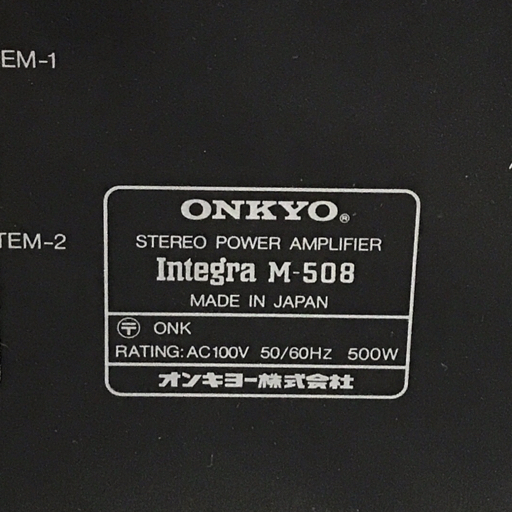 EM-1
TEM-2
ONKYO®
STEREO POWER AMPLIFIER
Integra M-508
MADE IN JAPAN
〶 ONK
RATING: AC100V 50/60Hz 500W
オンキヨー株式会社